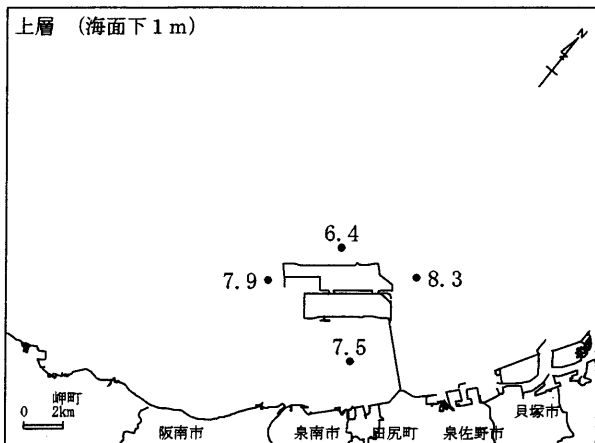 上層 (海面下1m)
N
6.4
7.9
8.3
7.5
岬町
0 2km
阪南市
泉南市
田尻町
泉佐野市
貝塚市